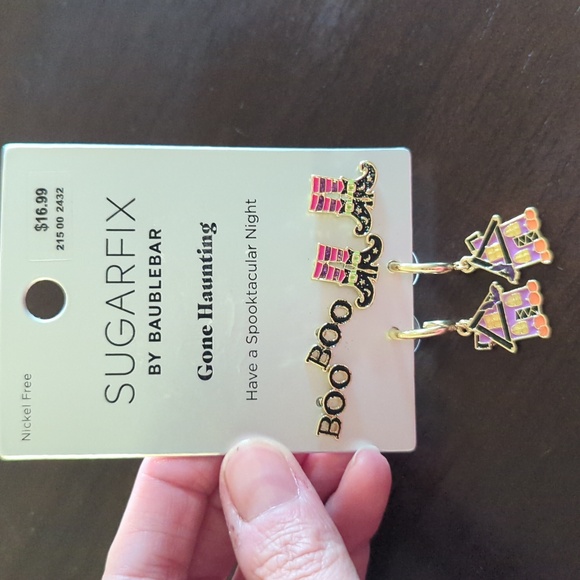 $16.99
215 00 2432
SUGARFIX
BY BAUBLEBAR
Gone Haunting
Have a Spooktacular Night
BOO BOO
Nickel Free